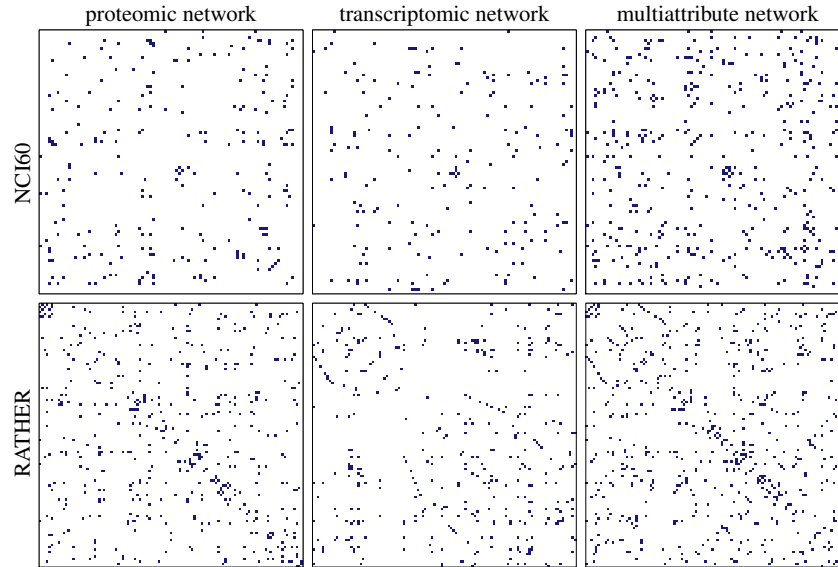 proteomic network
transcriptomic network
multiattribute network
NCI60
RATHER